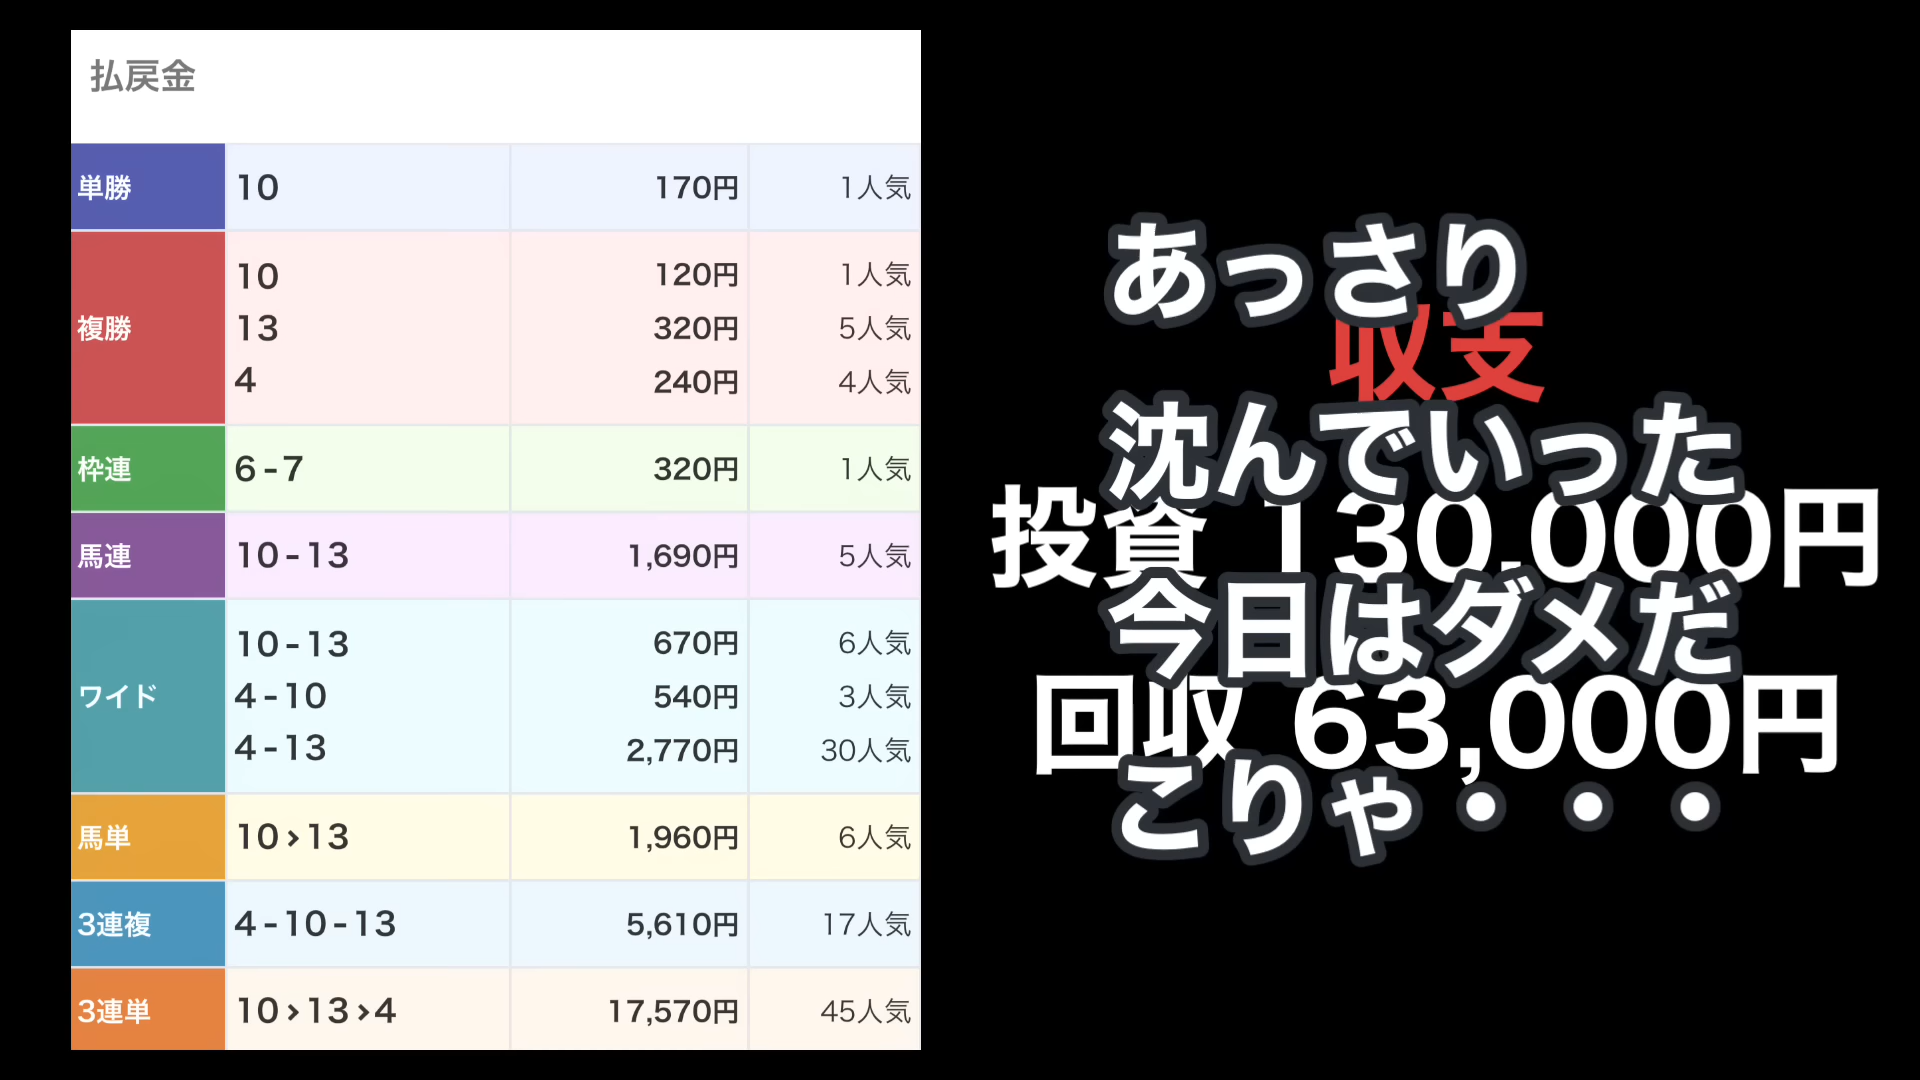 払戻金
単勝 10 170円 1人気
複勝 10 120円 1人気
13 320円 5人気
4 240円 4人気
枠連 6-7 320円 1人気
馬連 10-13 1,690円 5人気
ワイド 10-13 670円 6人気
4-10 540円 3人気
4-13 2,770円 30人気
馬単 10>13 1,960円 6人気
3連複 4-10-13 5,610円 17人気
3連単 10>13>4 17,570円 45人気
あっさり
収支
沈んでいった
投資 130,000円
今日はダメだ
回収 63,000円
こりゃ・・・